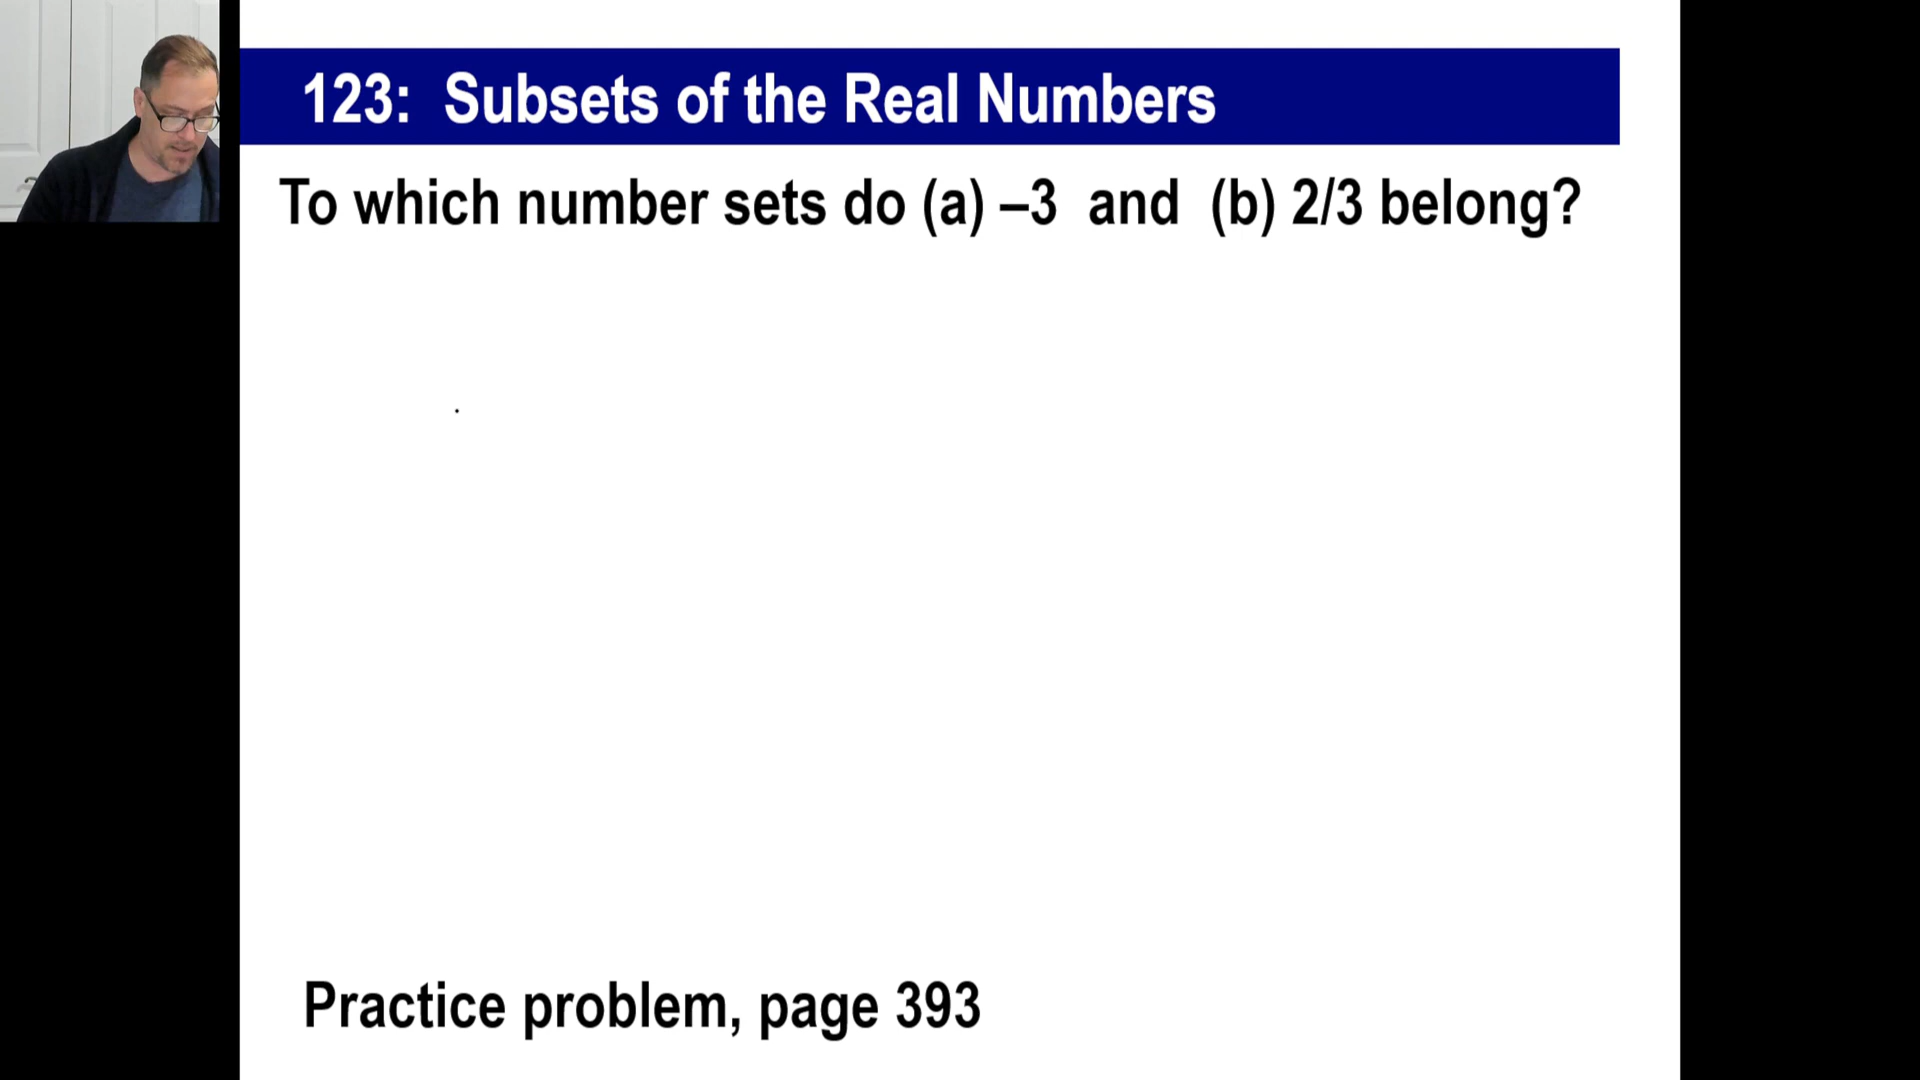 123: Subsets of the Real Numbers
To which number sets do (a) –3 and (b) 2/3 belong?
Practice problem, page 393